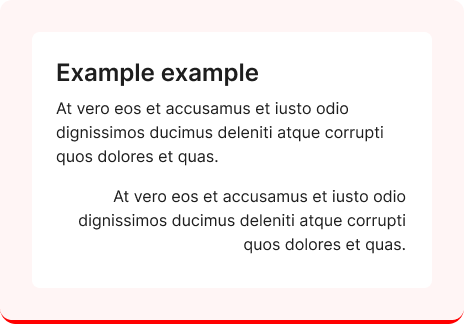 Example example
At vero eos et accusamus et iusto odio
dignissimos ducimus deleniti atque corrupti
quos dolores et quas.
At vero eos et accusamus et iusto odio
dignissimos ducimus deleniti atque corrupti
quos dolores et quas.